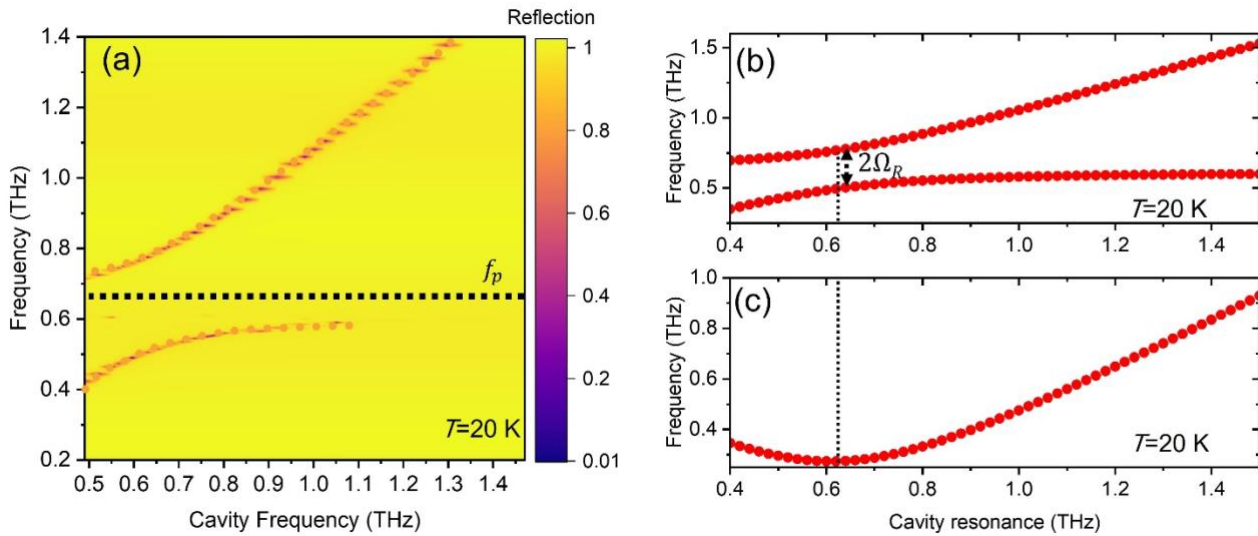 Reflection
(a)
1.4
1.2
1.0
0.8
0.6
0.4
0.2
Frequency (THz)
f_p
T=20 K
0.5 0.6 0.7 0.8 0.9 1.0 1.1 1.2 1.3 1.4
Cavity Frequency (THz)
1
0.8
0.6
0.4
0.2
0.01
(b)
1.5
1.0
0.5
Frequency (THz)
2Ω_R
T=20 K
0.4 0.6 0.8 1.0 1.2 1.4
(c)
1.0
0.8
0.6
0.4
Frequency (THz)
T=20 K
0.4 0.6 0.8 1.0 1.2 1.4
Cavity resonance (THz)